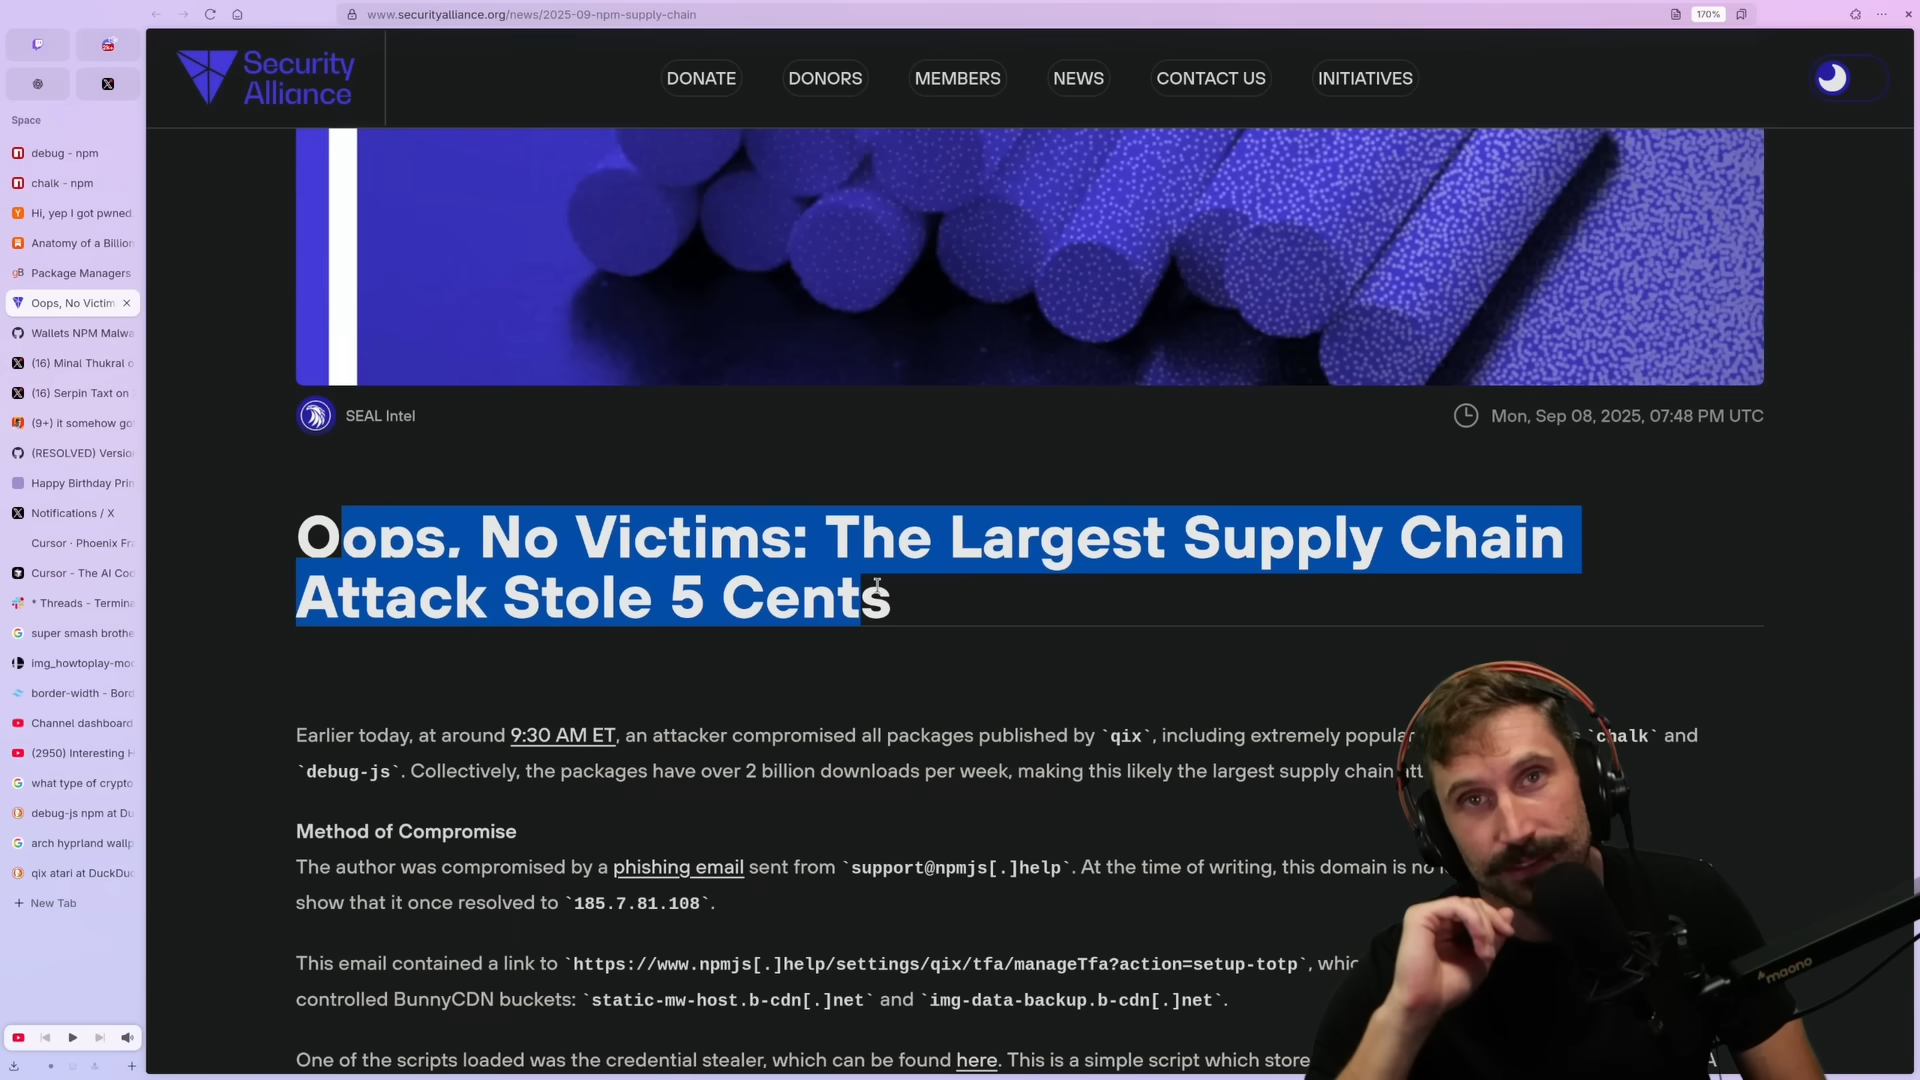 www.securityalliance.org/news/2025-09-npm-supply-chain
170%
Space
debug - npm
chalk - npm
Hi, yep I got pwned.
Anatomy of a Billion
Package Managers
Oops, No Victim
Wallets NPM Malwa
(16) Minal Thukral o
(16) Serpin Taxt on
(9+) it somehow go
(RESOLVED) Versio
Happy Birthday Prin
Notifications / X
Cursor · Phoenix Fra
Cursor - The AI Cod
* Threads - Termina
super smash brothe
img_howtoplay-mod
border-width - Bord
Channel dashboard
(2950) Interesting H
what type of crypto
debug-js npm at Du
arch hyprland wallp
qix atari at DuckDuc
New Tab
Security
Alliance
DONATE
DONORS
MEMBERS
NEWS
CONTACT US
INITIATIVES
SEAL Intel
Mon, Sep 08, 2025, 07:48 PM UTC
Oops, No Victims: The Largest Supply Chain
Attack Stole 5 Cents
Earlier today, at around 9:30 AM ET, an attacker compromised all packages published by `qix`, including extremely popular `chalk` and
`debug-js`. Collectively, the packages have over 2 billion downloads per week, making this likely the largest supply chain att
Method of Compromise
The author was compromised by a phishing email sent from `support@npmjs[.]help`. At the time of writing, this domain is no
show that it once resolved to `185.7.81.108`.
This email contained a link to `https://www.npmjs[.]help/settings/qix/tfa/manageTfa?action=setup-totp`, whic
controlled BunnyCDN buckets: `static-mw-host.b-cdn[.]net` and `img-data-backup.b-cdn[.]net`.
One of the scripts loaded was the credential stealer, which can be found here. This is a simple script which store
maono